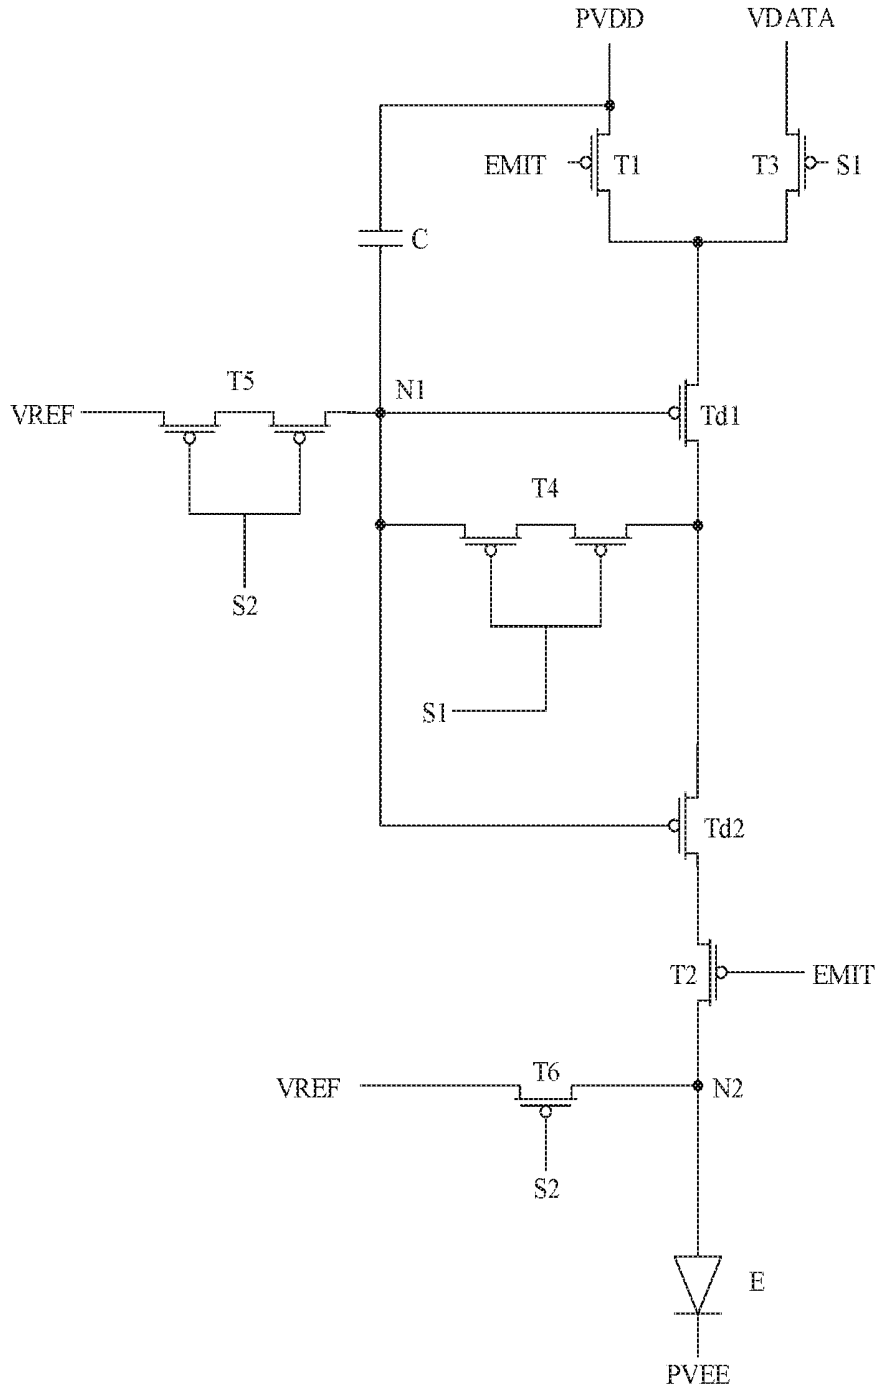 PVDD VDATA
EMIT T1 T3 S1
C
T5 N1
VREF Td1
T4
S2
S1
Td2
T2 EMIT
T6
VREF N2
S2
E
PVEE